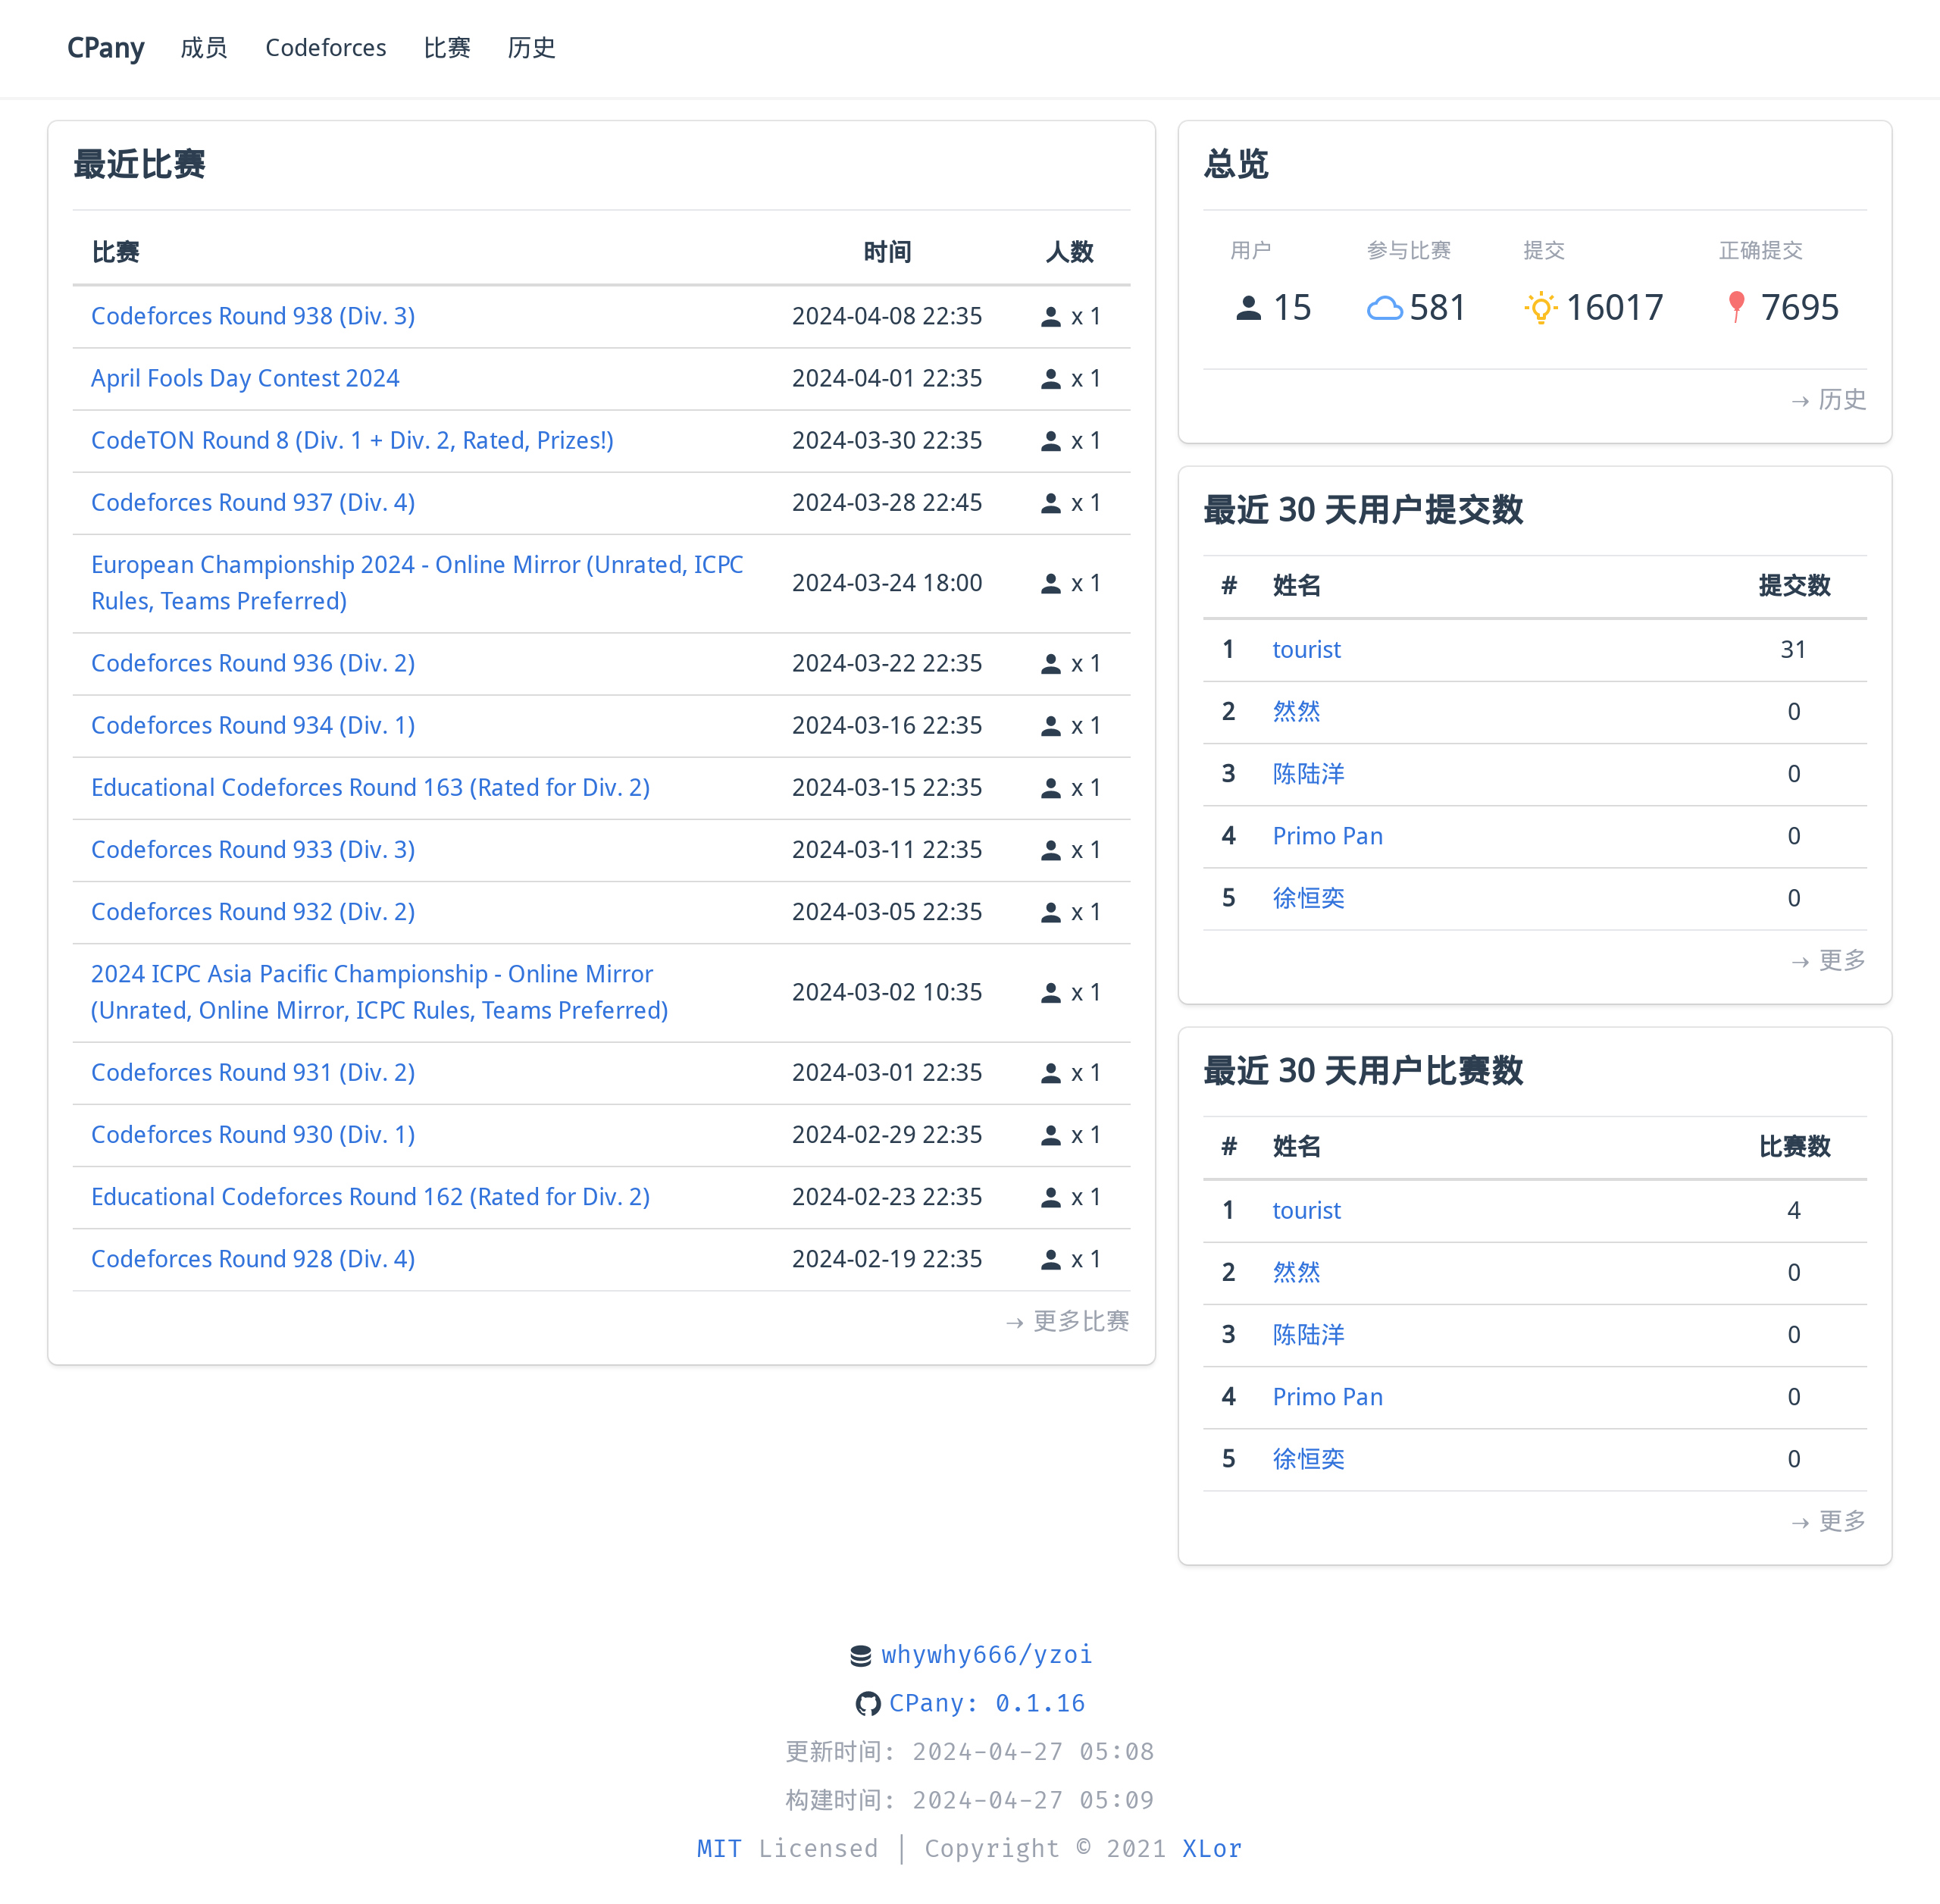 CPany 成员 Codeforces 比赛 历史
最近比赛
比赛 时间 人数
Codeforces Round 938 (Div. 3) 2024-04-08 22:35 x 1
April Fools Day Contest 2024 2024-04-01 22:35 x 1
CodeTON Round 8 (Div. 1 + Div. 2, Rated, Prizes!) 2024-03-30 22:35 x 1
Codeforces Round 937 (Div. 4) 2024-03-28 22:45 x 1
European Championship 2024 - Online Mirror (Unrated, ICPC
Rules, Teams Preferred) 2024-03-24 18:00 x 1
Codeforces Round 936 (Div. 2) 2024-03-22 22:35 x 1
Codeforces Round 934 (Div. 1) 2024-03-16 22:35 x 1
Educational Codeforces Round 163 (Rated for Div. 2) 2024-03-15 22:35 x 1
Codeforces Round 933 (Div. 3) 2024-03-11 22:35 x 1
Codeforces Round 932 (Div. 2) 2024-03-05 22:35 x 1
2024 ICPC Asia Pacific Championship - Online Mirror
(Unrated, Online Mirror, ICPC Rules, Teams Preferred) 2024-03-02 10:35 x 1
Codeforces Round 931 (Div. 2) 2024-03-01 22:35 x 1
Codeforces Round 930 (Div. 1) 2024-02-29 22:35 x 1
Educational Codeforces Round 162 (Rated for Div. 2) 2024-02-23 22:35 x 1
Codeforces Round 928 (Div. 4) 2024-02-19 22:35 x 1
→ 更多比赛
总览
用户 参与比赛 提交 正确提交
15 581 16017 7695
→ 历史
最近 30 天用户提交数
# 姓名 提交数
1 tourist 31
2 然然 0
3 陈陆洋 0
4 Primo Pan 0
5 徐恒奕 0
→ 更多
最近 30 天用户比赛数
# 姓名 比赛数
1 tourist 4
2 然然 0
3 陈陆洋 0
4 Primo Pan 0
5 徐恒奕 0
→ 更多
whywhy666/yzoi
CPany: 0.1.16
更新时间: 2024-04-27 05:08
构建时间: 2024-04-27 05:09
MIT Licensed | Copyright © 2021 XLor